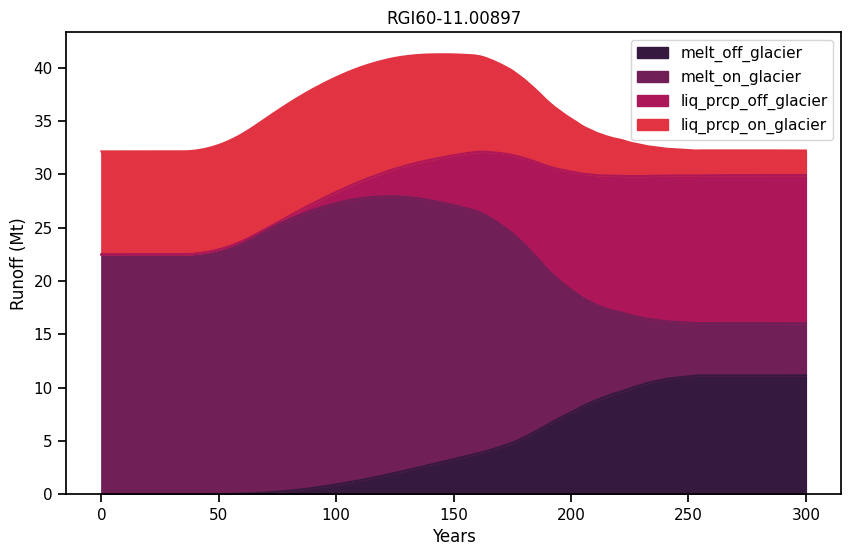 RGI60-11.00897
melt_off_glacier
melt_on_glacier
liq_prcp_off_glacier
liq_prcp_on_glacier
Runoff (Mt)
40
35
30
25
20
15
10
5
0
0 50 100 150 200 250 300
Years